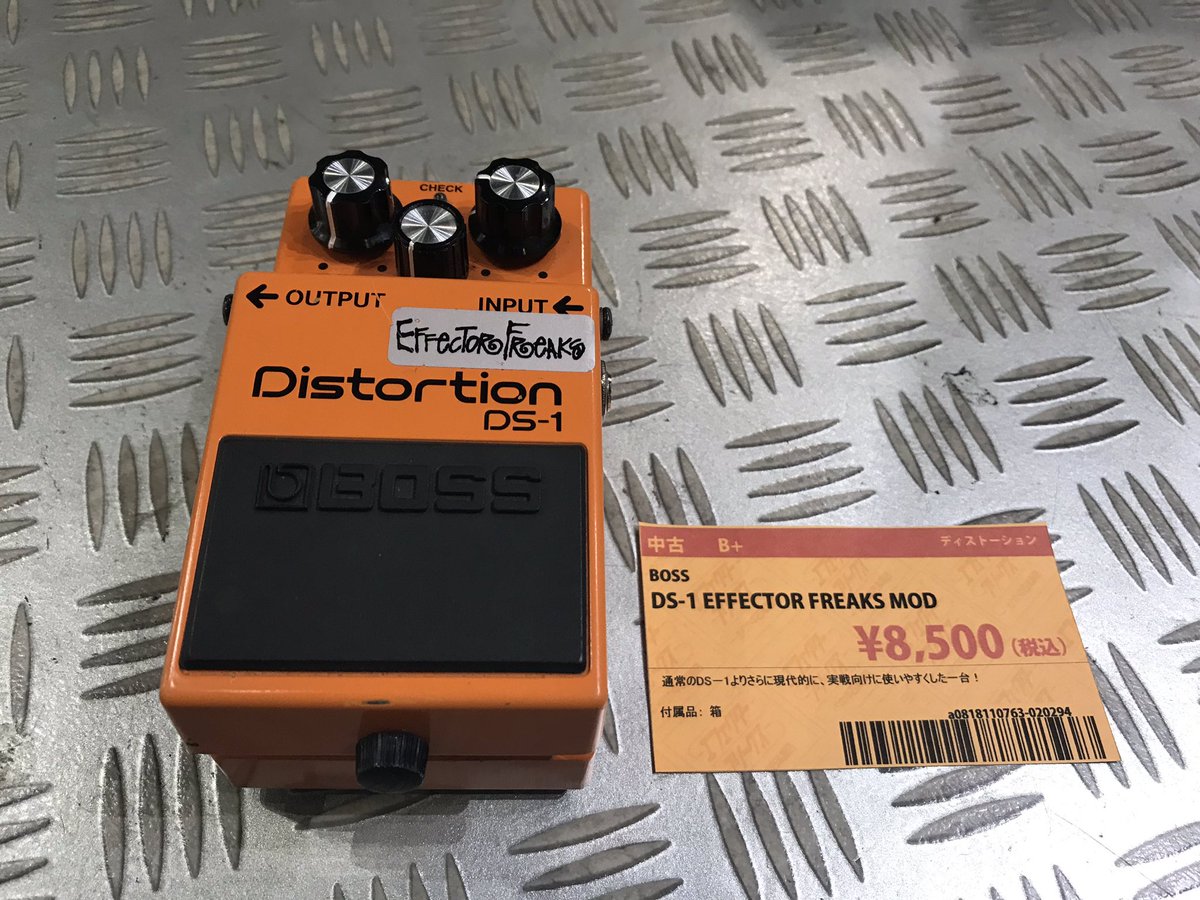 CHECK
← OUTPUT
INPUT ←
EFFECTOR FREAKS
Distortion
DS-1
BOSS
中古 B+ ディストーション
BOSS
DS-1 EFFECTOR FREAKS MOD
¥8,500 (税込)
通常のDS-1よりさらに現代的に、実戦向けに使いやすくした一台！
付属品: 箱
a0818110763-020294